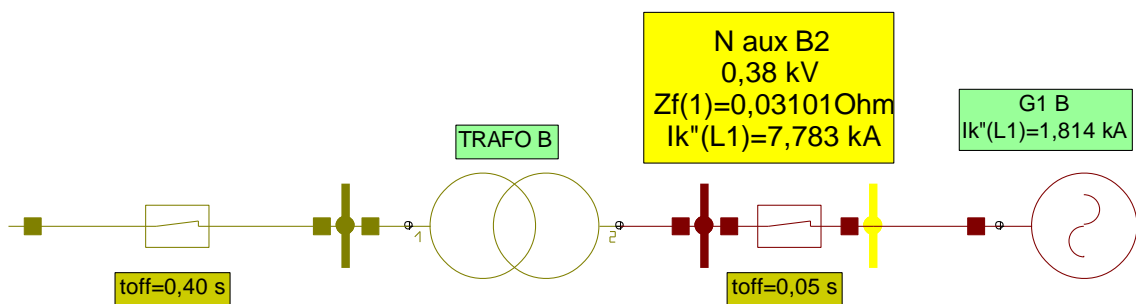 N aux B2
0,38 kV
Zf(1)=0,03101Ohm
Ik"(L1)=7,783 kA
G1 B
Ik"(L1)=1,814 kA
TRAFO B
1
2
toff=0,40 s
toff=0,05 s